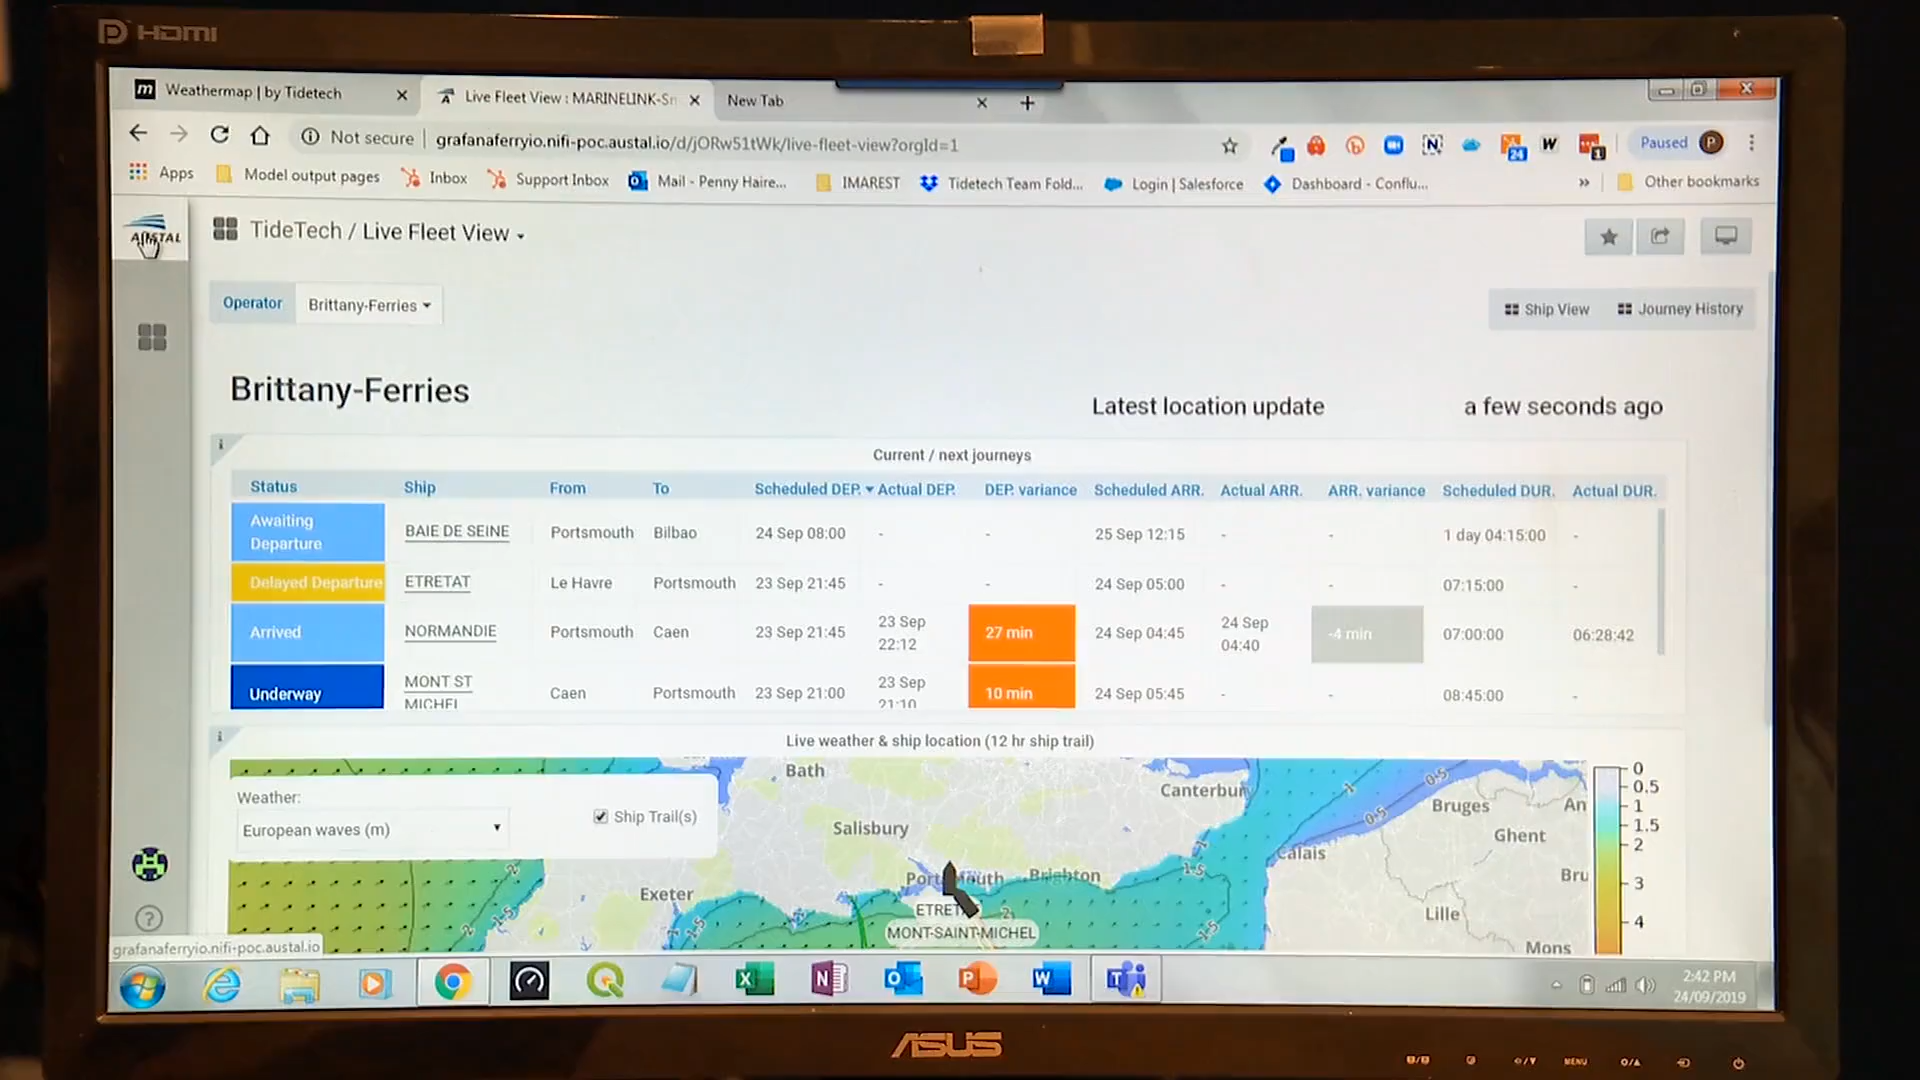 HDMI
Weathermap | by Tidetech
Live Fleet View : MARINELINK-Sm
New Tab
Not secure | grafanaferryio.nifi-poc.austal.io/d/jORw51tWk/live-fleet-view?orgId=1
24
W
1
Paused
P
Apps
Model output pages
Inbox
Support Inbox
Mail - Penny Haire...
IMAREST
Tidetech Team Fold...
Login | Salesforce
Dashboard - Conflu...
Other bookmarks
AUSTAL
TideTech / Live Fleet View
Operator
Brittany-Ferries
Ship View
Journey History
Brittany-Ferries
Latest location update
a few seconds ago
Current / next journeys
Status Ship From To Scheduled DEP. Actual DEP. DEP. variance Scheduled ARR. Actual ARR. ARR. variance Scheduled DUR. Actual DUR.
Awaiting
Departure
BAIE DE SEINE Portsmouth Bilbao 24 Sep 08:00 - - 25 Sep 12:15 - - 1 day 04:15:00 -
Delayed Departure ETRETAT Le Havre Portsmouth 23 Sep 21:45 - - 24 Sep 05:00 - - 07:15:00 -
Arrived NORMANDIE Portsmouth Caen 23 Sep 21:45 23 Sep
22:12
27 min 24 Sep 04:45 24 Sep
04:40
-4 min 07:00:00 06:28:42
Underway MONT ST
MICHEL
Caen Portsmouth 23 Sep 21:00 23 Sep
21:10
10 min 24 Sep 05:45 - - 08:45:00 -
Live weather & ship location (12 hr ship trail)
Weather:
European waves (m)
Ship Trail(s)
Bath
Canterbury
Salisbury
Bruges
An
Ghent
Calais
Bru
Exeter
Portsmouth
Brighton
Lille
Mons
ETRET
MONT-SAINT-MICHEL
0
0.5
1
1.5
2
3
4
grafanaferryio.nifi-poc.austal.io
2:42 PM
24/09/2019
ASUS
MENU